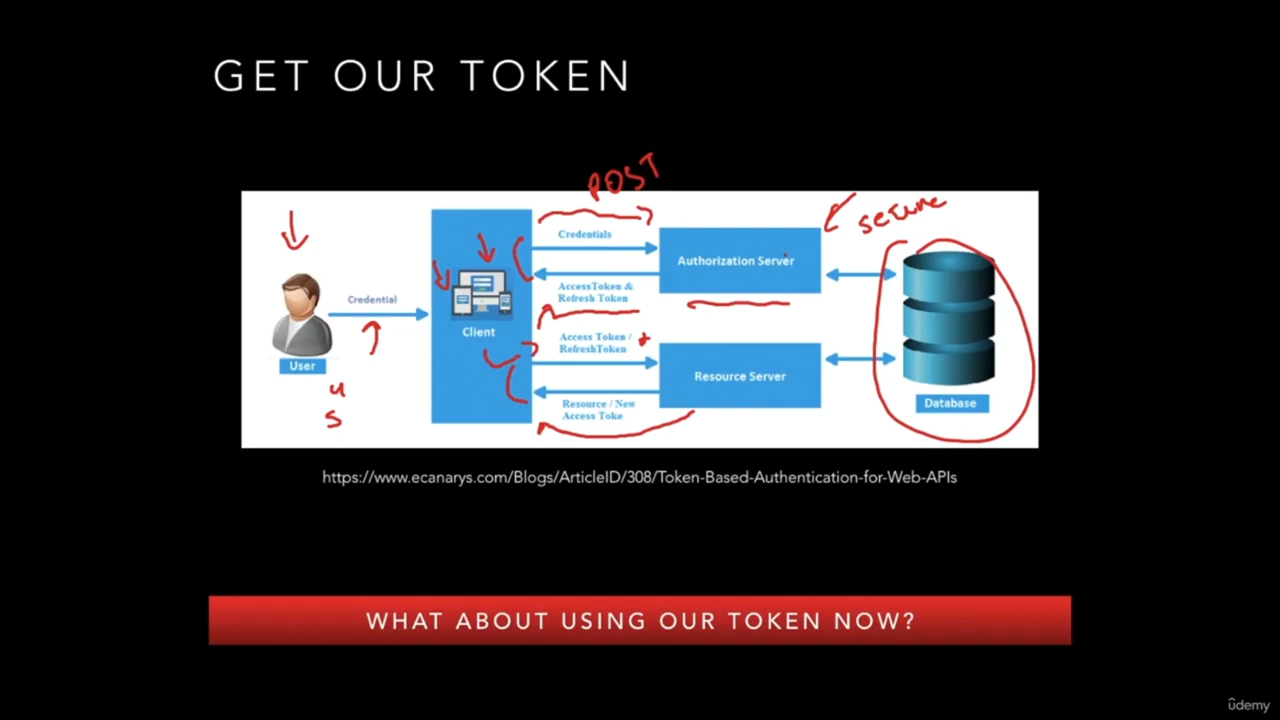 GET OUR TOKEN
POST
secure
Credentials
Authorization Server
AccessToken &
Refresh Token
Credential
Client
Access Token /
RefreshToken
Resource Server
User
Resource / New
Access Toke
Database
u
s
https://www.ecanarys.com/Blogs/ArticleID/308/Token-Based-Authentication-for-Web-APIs
WHAT ABOUT USING OUR TOKEN NOW?
ûdemy